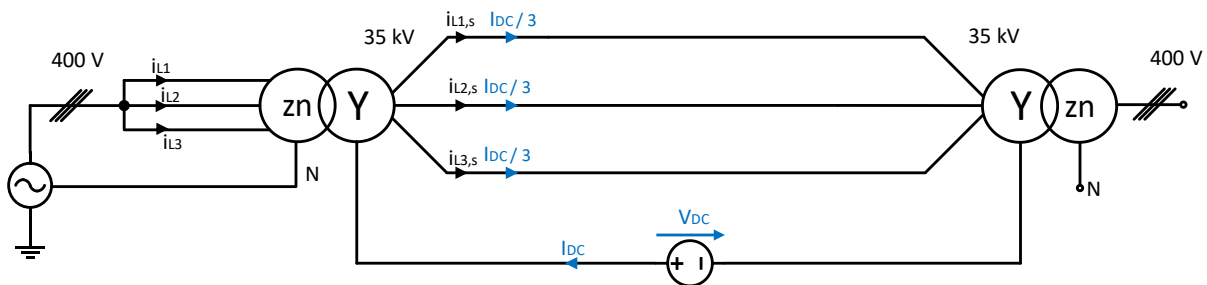 400 V
iL1
iL2
iL3
N
zn
Y
35 kV
iL1,s
IDC / 3
iL2,s
IDC / 3
iL3,s
IDC / 3
35 kV
Y
zn
400 V
N
VDC
IDC
+
I